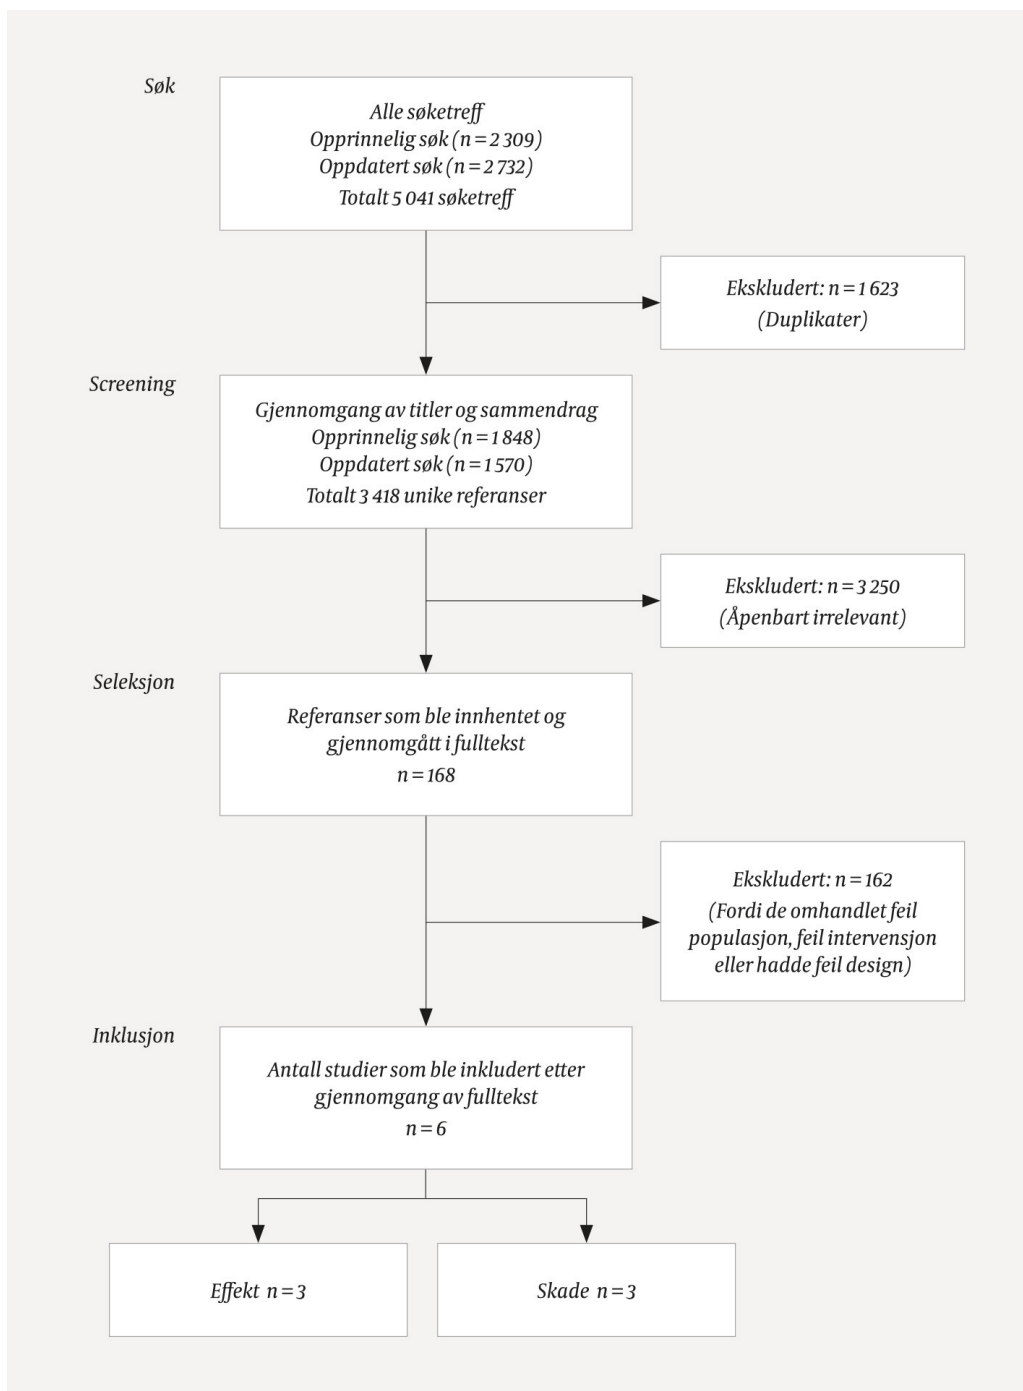 Søk
Alle søketreff
Opprinnelig søk (n = 2 309)
Oppdatert søk (n = 2 732)
Totalt 5 041 søketreff
Ekskludert: n = 1 623
(Duplikater)
Screening
Gjennomgang av titler og sammendrag
Opprinnelig søk (n = 1 848)
Oppdatert søk (n = 1 570)
Totalt 3 418 unike referanser
Ekskludert: n = 3 250
(Åpenbart irrelevant)
Seleksjon
Referanser som ble innhentet og
gjennomgått i fulltekst
n = 168
Ekskludert: n = 162
(Fordi de omhandlet feil
populasjon, feil intervensjon
eller hadde feil design)
Inklusjon
Antall studier som ble inkludert etter
gjennomgang av fulltekst
n = 6
Effekt n = 3
Skade n = 3